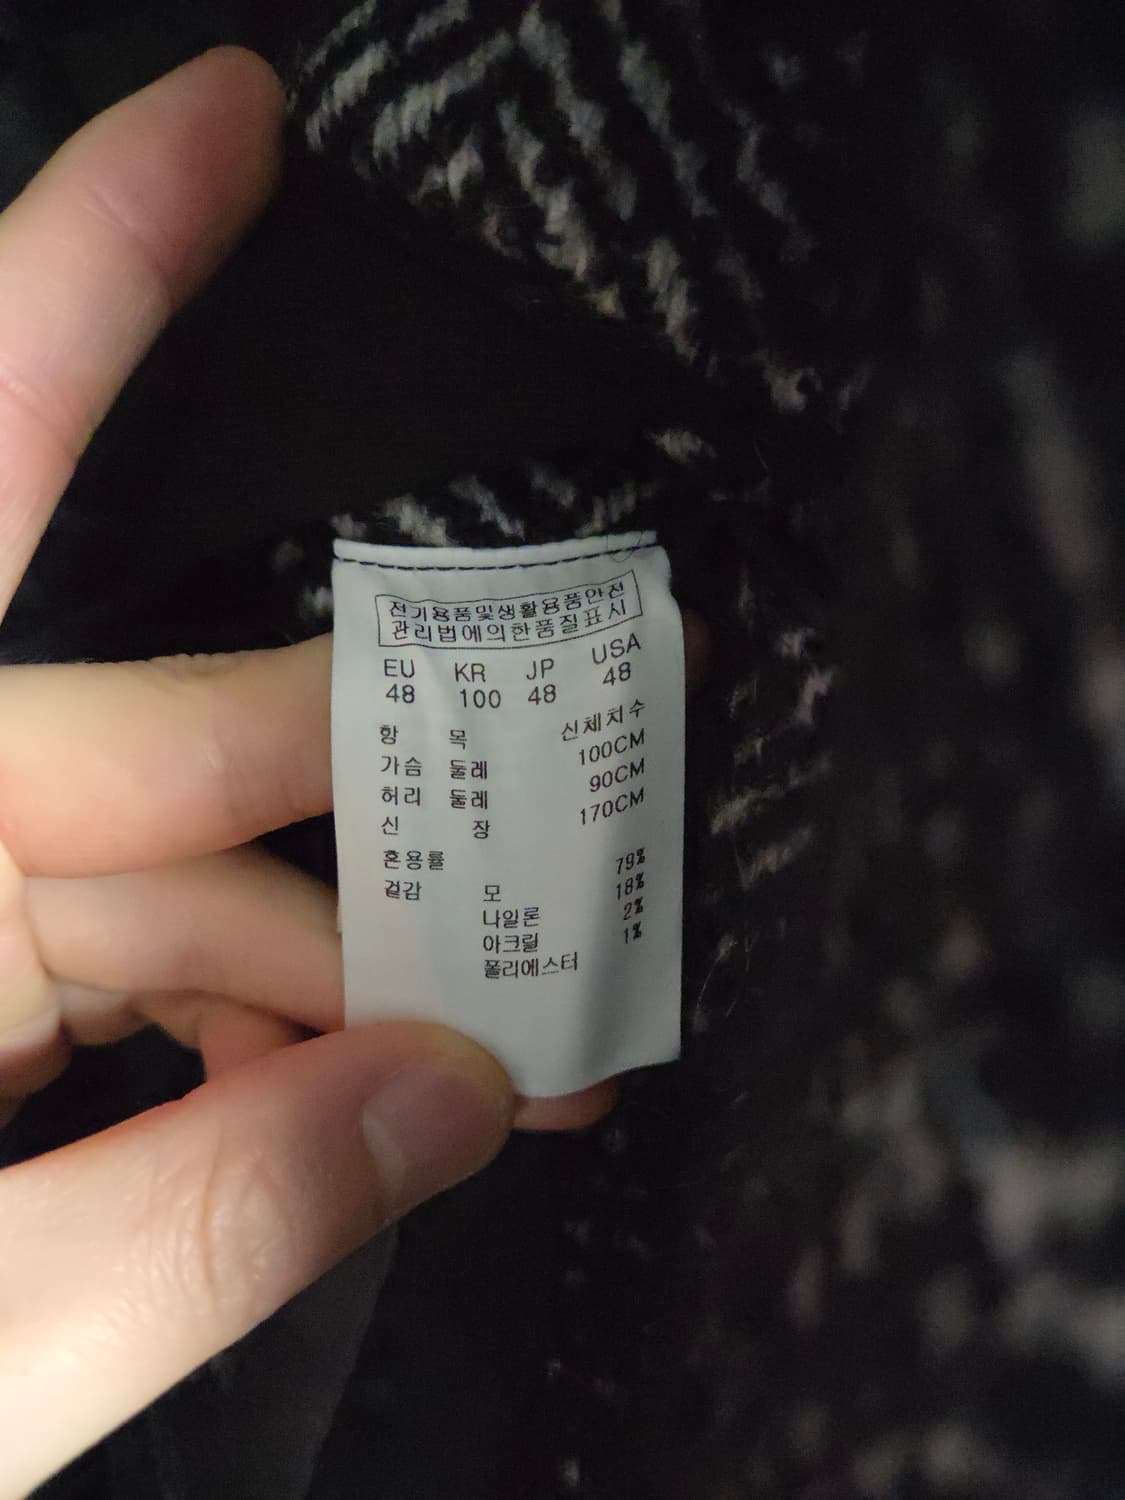 전기용품및생활용품안전
관리법에의한품질표시
EU KR JP USA
48 100 48 48
항 목 신체치수
가슴 둘레 100CM
허리 둘레 90CM
신 장 170CM
혼용률
겉감 모 79%
나일론 18%
아크릴 2%
폴리에스터 1%